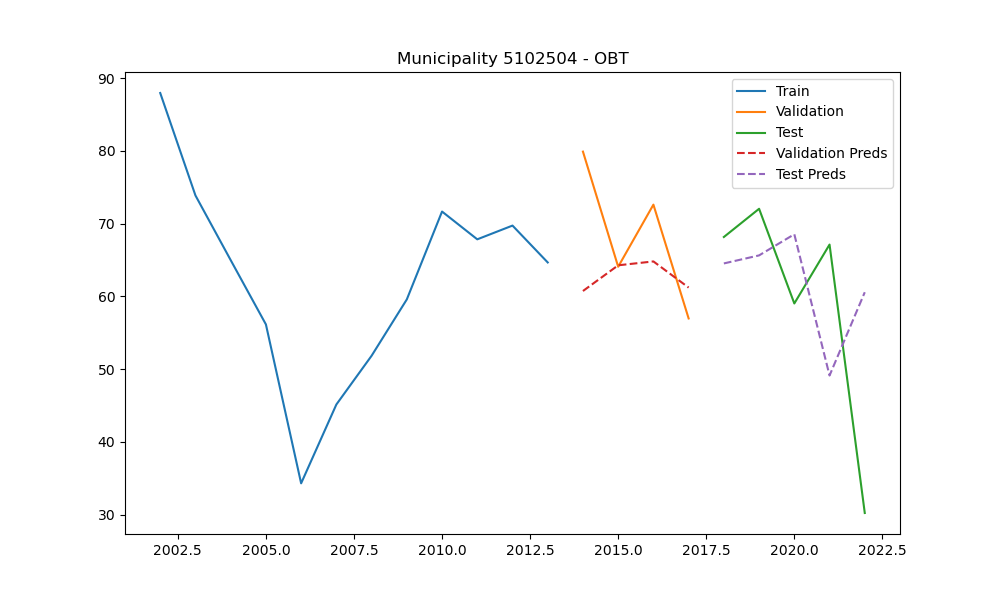 Municipality 5102504 - OBT
90
80
70
60
50
40
30
2002.5 2005.0 2007.5 2010.0 2012.5 2015.0 2017.5 2020.0 2022.5
Train
Validation
Test
Validation Preds
Test Preds